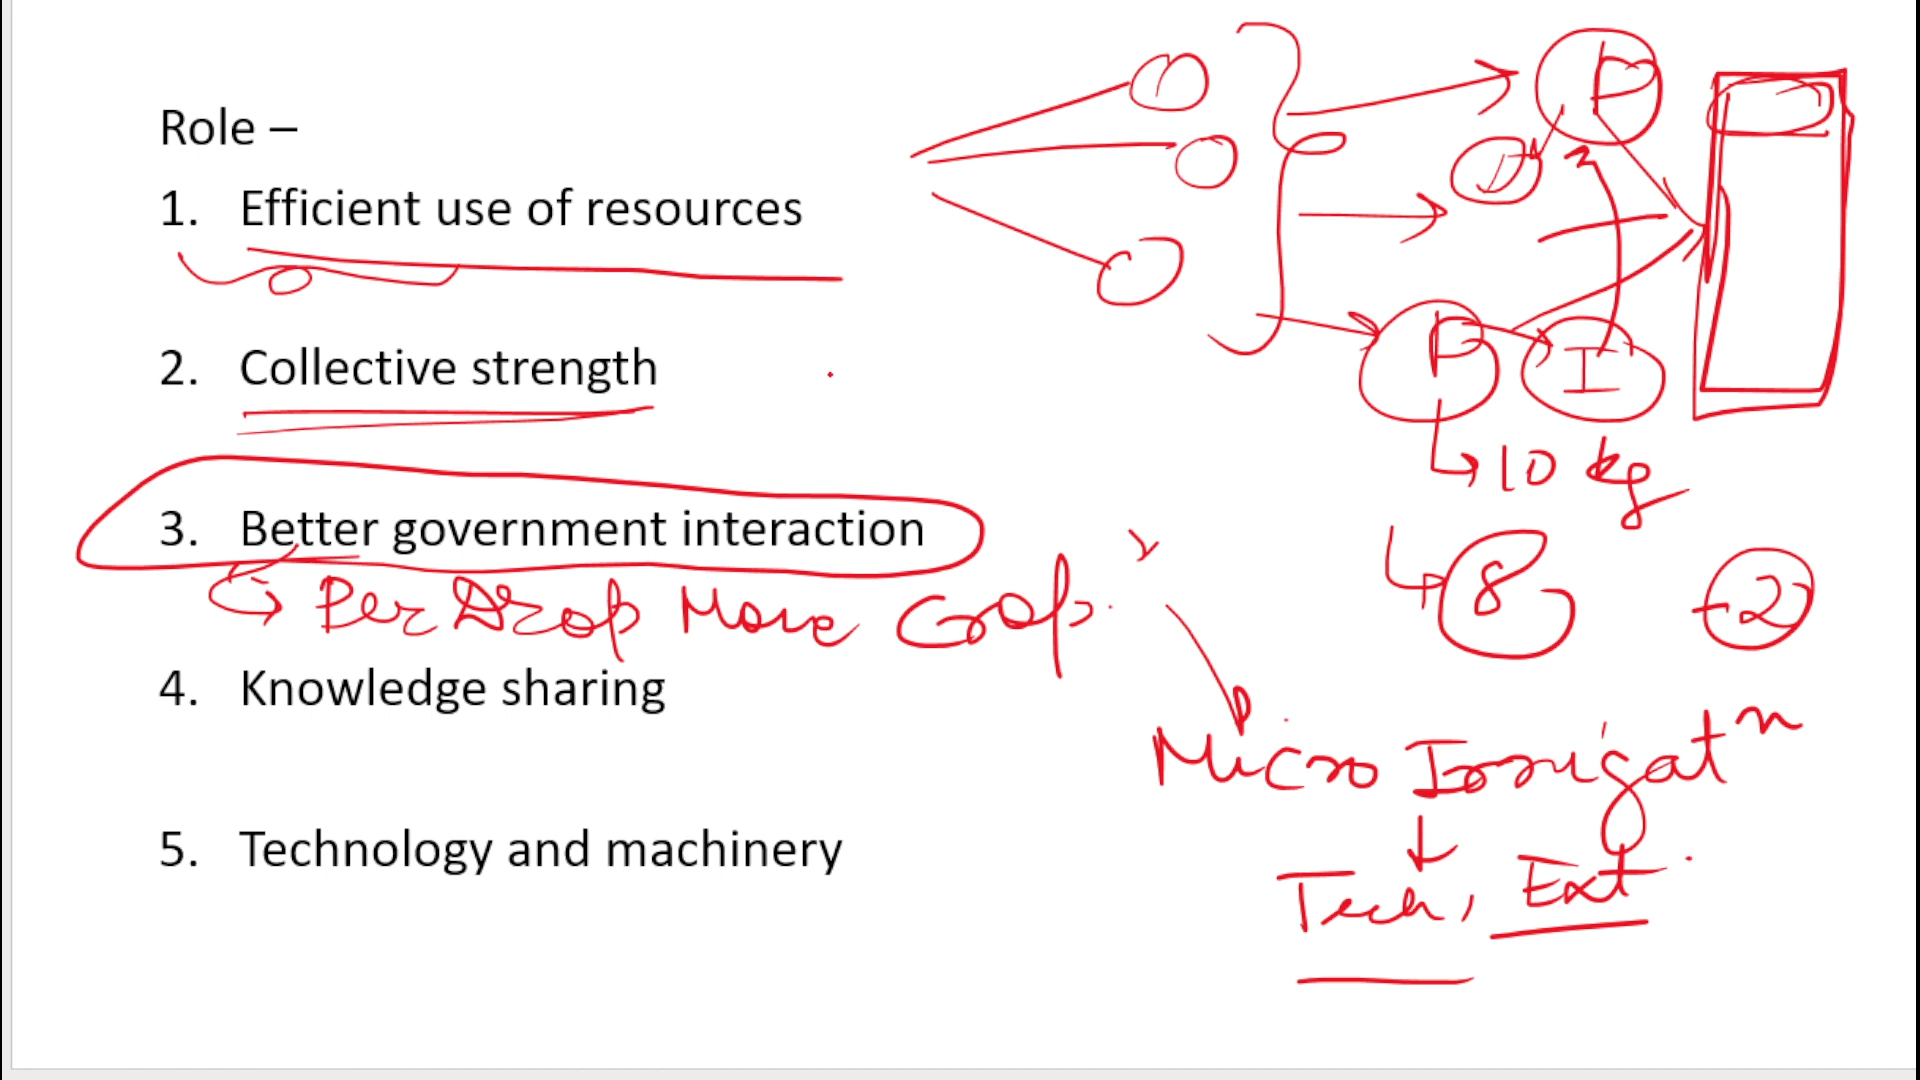 Role –
1. Efficient use of resources
2. Collective strength
3. Better government interaction
Per Drop More Crop.
4. Knowledge sharing
5. Technology and machinery
P
I
10 kg
8
-2
Micro Irrigatn
Tech, Ext.